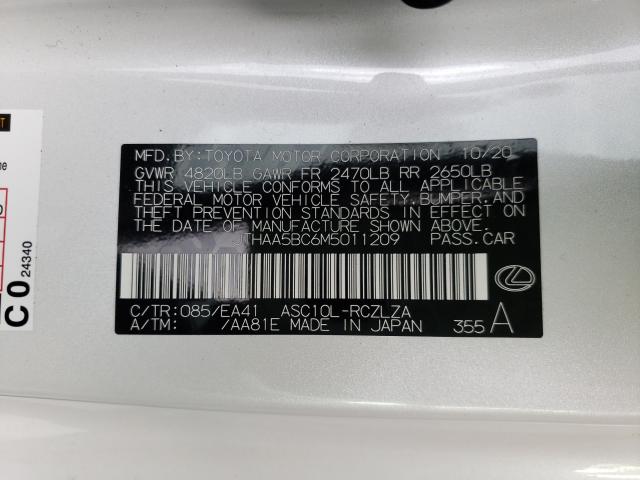 MFD. BY: TOYOTA MOTOR CORPORATION 10/20
GVWR 4820LB GAWR FR 2470LB RR 2650LB
THIS VEHICLE CONFORMS TO ALL APPLICABLE
FEDERAL MOTOR VEHICLE SAFETY, BUMPER, AND
THEFT PREVENTION STANDARDS IN EFFECT ON
THE DATE OF MANUFACTURE SHOWN ABOVE.
JTHAA5BC6M5011209 PASS. CAR
C/TR: 085/EA41 ASC10L-RCZLZA
A/TM: /AA81E MADE IN JAPAN 355 A
C 0 24340